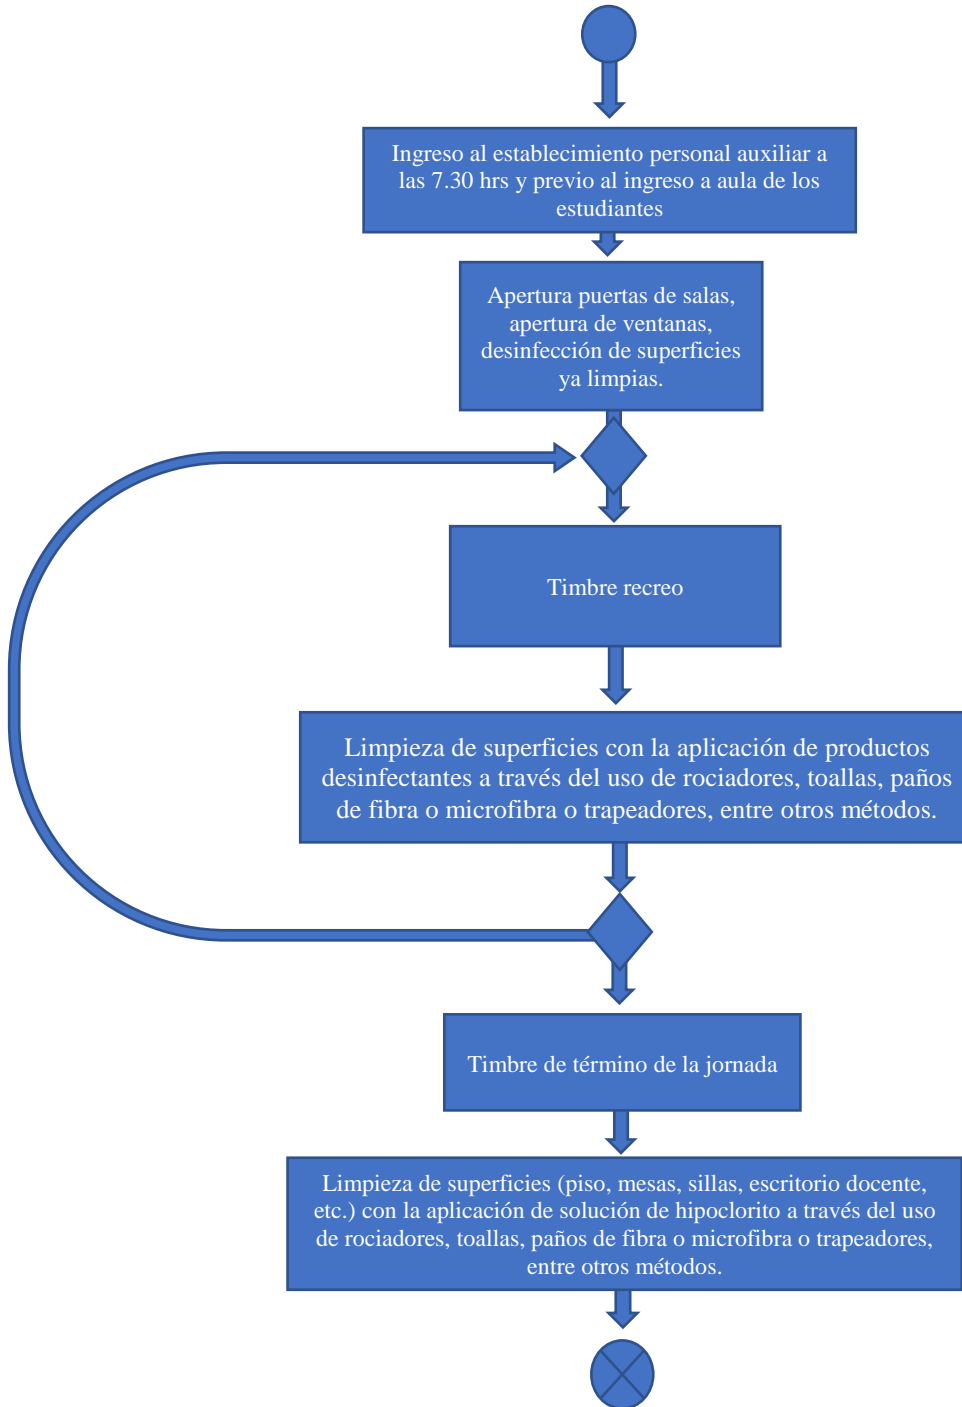 Ingreso al establecimiento personal auxiliar a
las 7.30 hrs y previo al ingreso a aula de los
estudiantes
Apertura puertas de salas,
apertura de ventanas,
desinfección de superficies
ya limpias.
Timbre recreo
Limpieza de superficies con la aplicación de productos
desinfectantes a través del uso de rociadores, toallas, paños
de fibra o microfibra o trapeadores, entre otros métodos.
Timbre de término de la jornada
Limpieza de superficies (piso, mesas, sillas, escritorio docente,
etc.) con la aplicación de solución de hipoclorito a través del uso
de rociadores, toallas, paños de fibra o microfibra o trapeadores,
entre otros métodos.